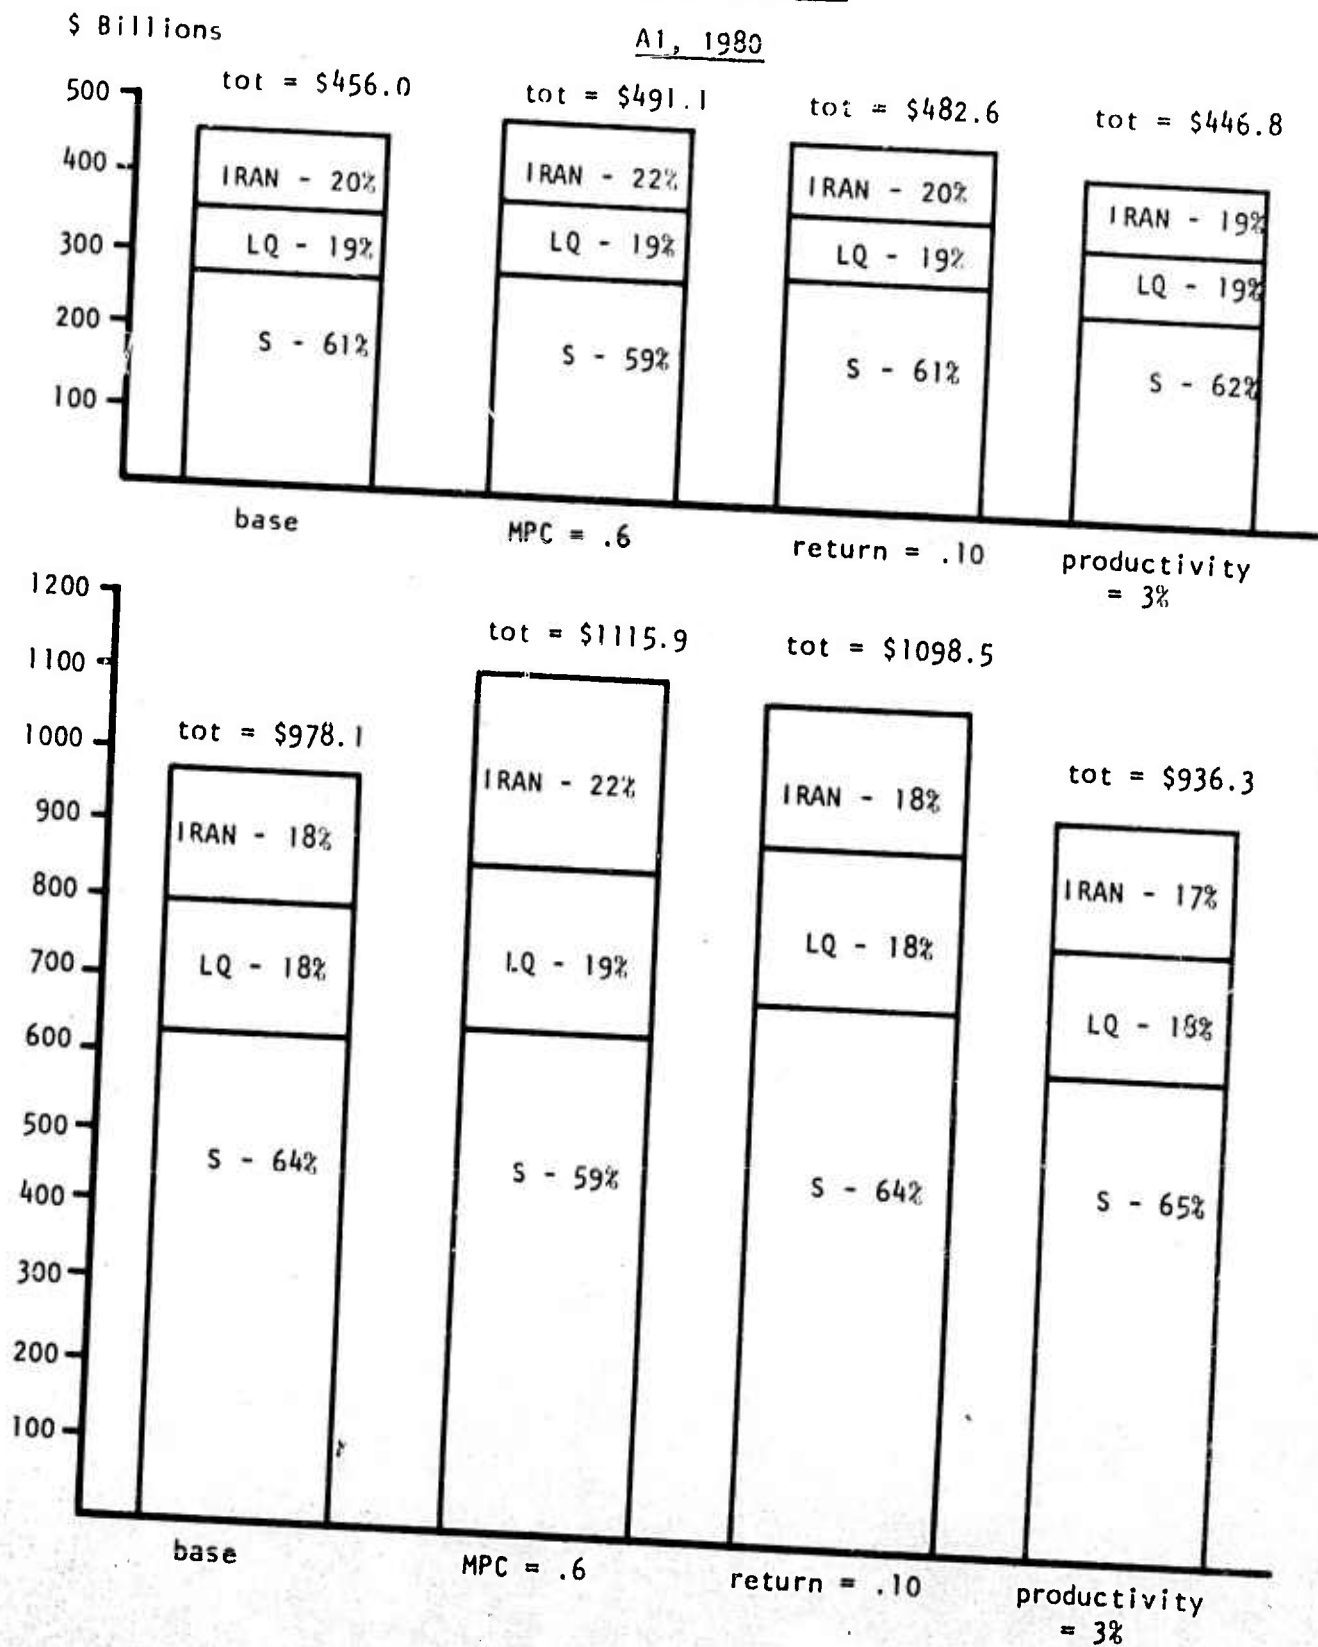 $ Billions
A1, 1980
tot = $456.0
tot = $491.1
tot = $482.6
tot = $446.8
500
400
300
200
100
IRAN - 20%
LQ - 19%
S - 61%
IRAN - 22%
LQ - 19%
S - 59%
IRAN - 20%
LQ - 19%
S - 61%
IRAN - 19%
LQ - 19%
S - 62%
base
MPC = .6
return = .10
productivity
= 3%
1200
1100
1000
900
800
700
600
500
400
300
200
100
tot = $978.1
IRAN - 18%
LQ - 18%
S - 64%
tot = $1115.9
IRAN - 22%
LQ - 19%
S - 59%
tot = $1098.5
IRAN - 18%
LQ - 18%
S - 64%
tot = $936.3
IRAN - 17%
LQ - 18%
S - 65%
base
MPC = .6
return = .10
productivity
= 3%